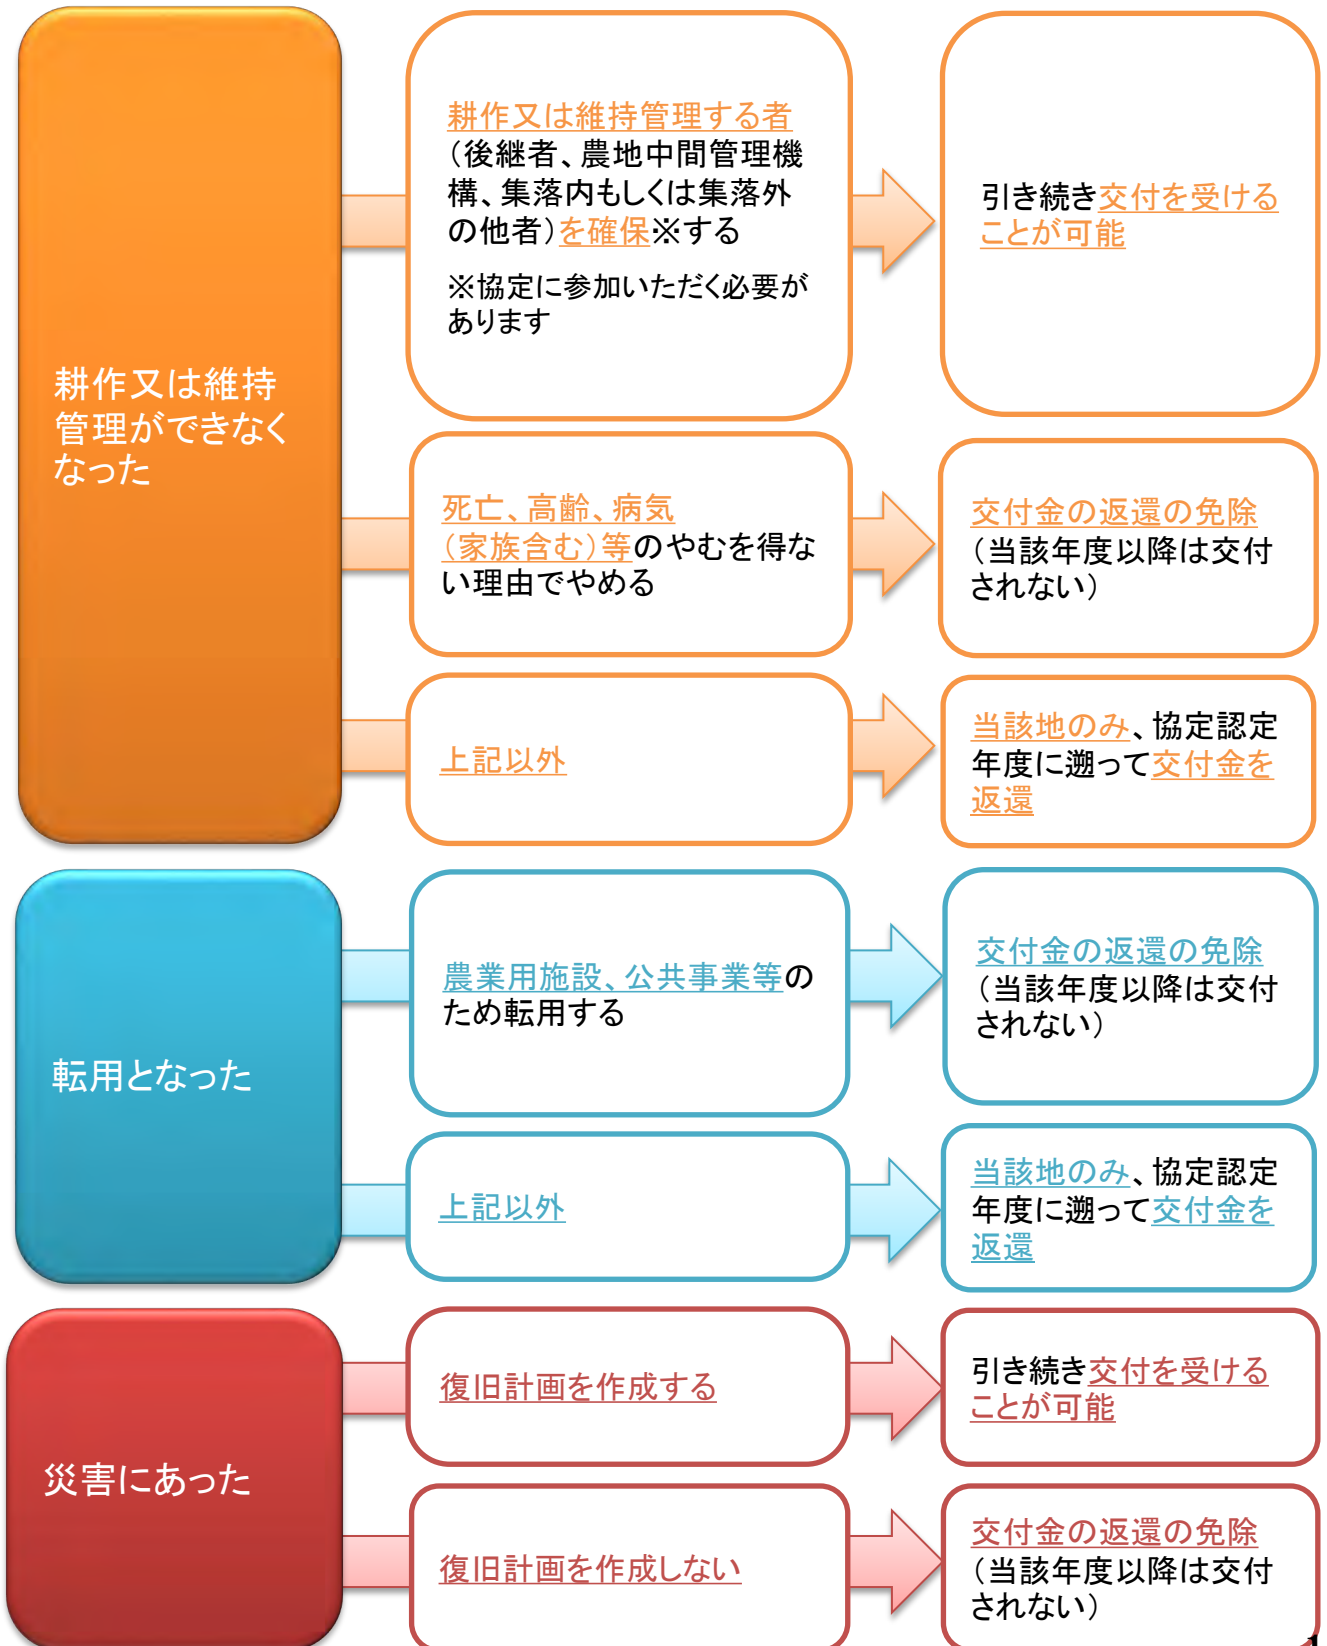 耕作又は維持
管理ができなく
なった
耕作又は維持管理する者
（後継者、農地中間管理機
構、集落内もしくは集落外
の他者）を確保※する
※協定に参加いただく必要が
あります
引き続き交付を受ける
ことが可能
死亡、高齢、病気
（家族含む）等のやむを得な
い理由でやめる
交付金の返還の免除
（当該年度以降は交付
されない）
上記以外
当該地のみ、協定認定
年度に遡って交付金を
返還
転用となった
農業用施設、公共事業等の
ため転用する
交付金の返還の免除
（当該年度以降は交付
されない）
上記以外
当該地のみ、協定認定
年度に遡って交付金を
返還
災害にあった
復旧計画を作成する
引き続き交付を受ける
ことが可能
復旧計画を作成しない
交付金の返還の免除
（当該年度以降は交付
されない）